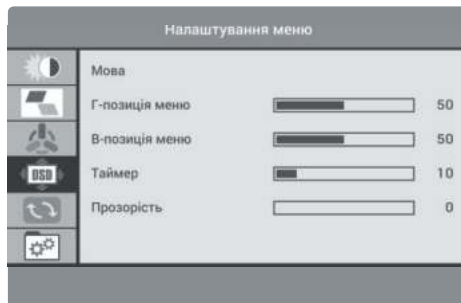 Налаштування меню
Мова
Г-позиція меню 50
В-позиція меню 50
OSD
Таймер 10
Прозорість 0